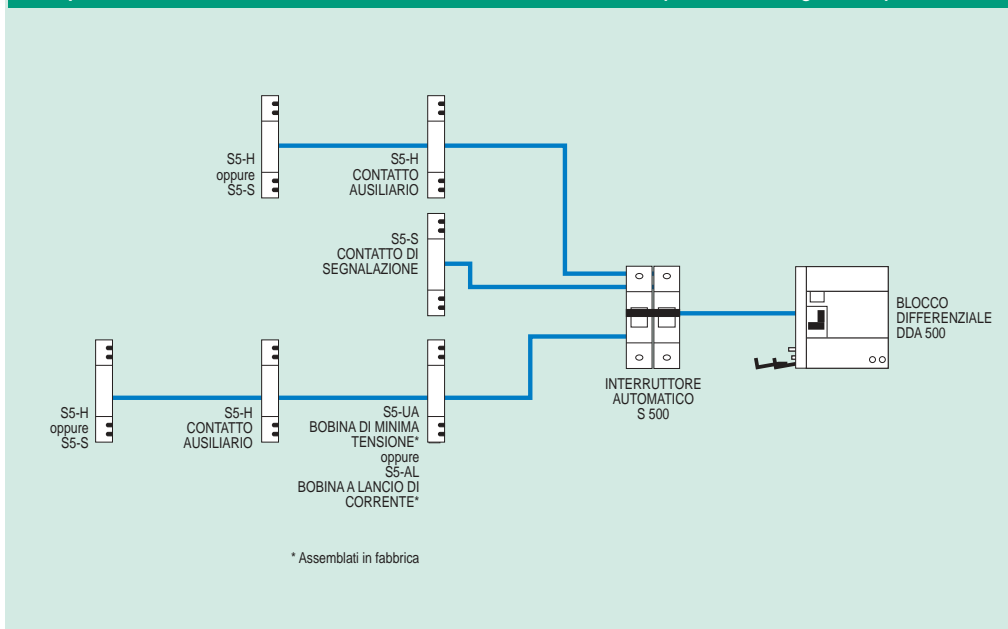 S5-H
oppure
S5-S
S5-H
CONTATTO
AUSILIARIO
S5-S
CONTATTO DI
SEGNALAZIONE
BLOCCO
DIFFERENZIALE
DDA 500
INTERRUTTORE
AUTOMATICO
S 500
S5-H
oppure
S5-S
S5-H
CONTATTO
AUSILIARIO
S5-UA
BOBINA DI MINIMA
TENSIONE*
oppure
S5-AL
BOBINA A LANCIO DI
CORRENTE*
* Assemblati in fabbrica